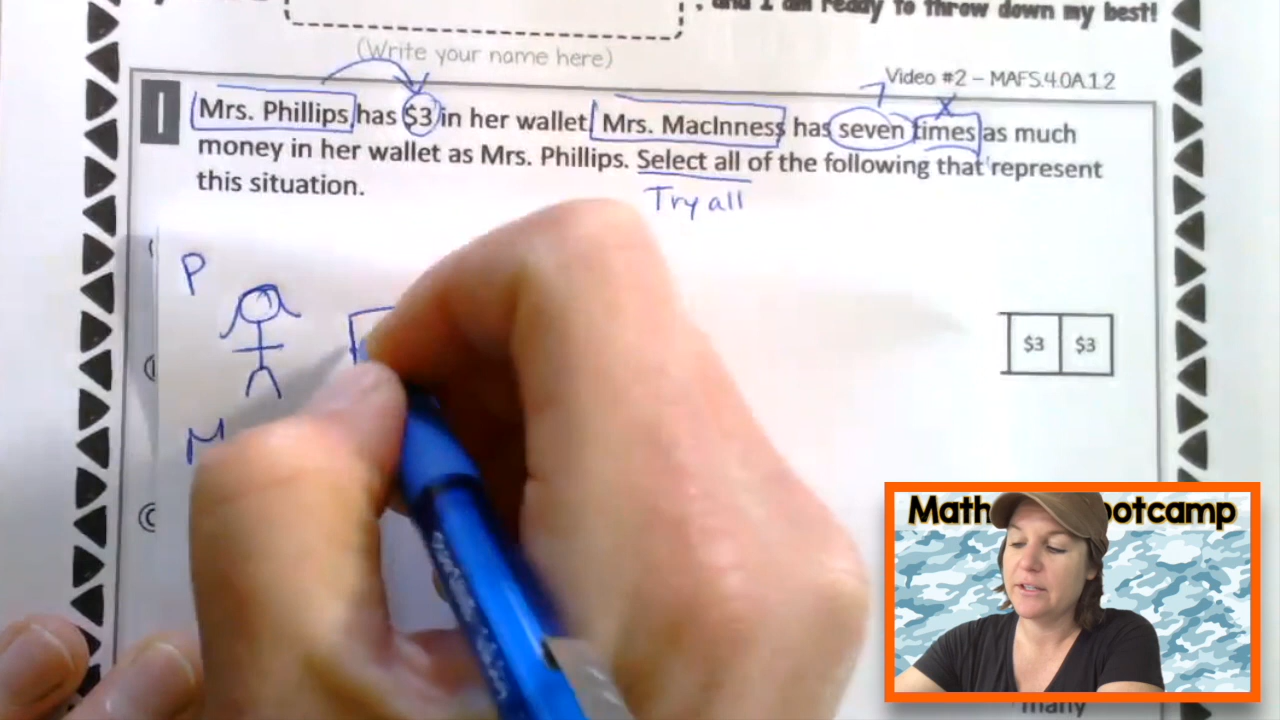 , and I am ready to throw down my best!
(Write your name here)
Video #2 – MAFS.4.OA.1.2
7 x
1 Mrs. Phillips has $3 in her wallet. Mrs. MacInness has seven times as much
money in her wallet as Mrs. Phillips. Select all of the following that represent
this situation.
Try all
P
$3 $3
M
Math
ootcamp
many